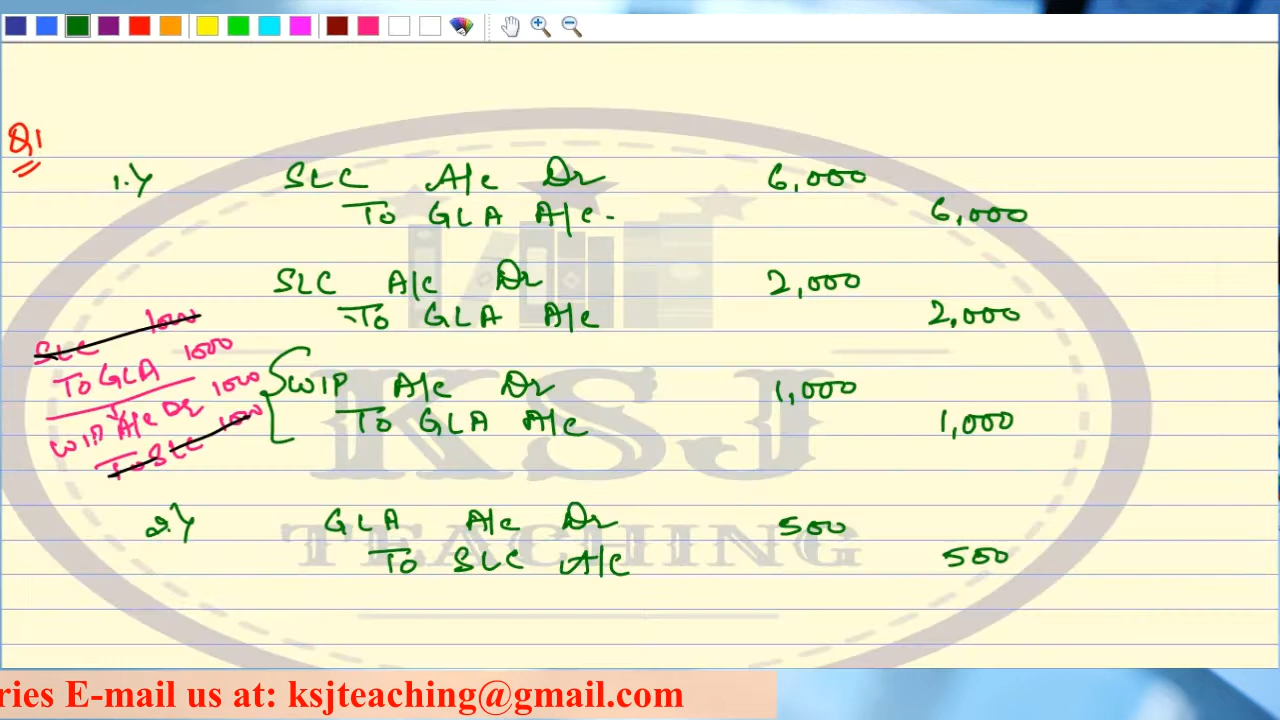 Q1
1.) SLC A/c Dr 6,000
To GLA A/c- 6,000
SLC A/c Dr 2,000
To GLA A/c 2,000
SLC 1000
To GLA 1000
WIP A/c Dr 1000
To SLC 1000
WIP A/c Dr 1,000
To GLA A/c 1,000
2.) GLA A/c Dr 500
To SLC A/c 500
KSJ
TEACHING
ries E-mail us at: ksjteaching@gmail.com